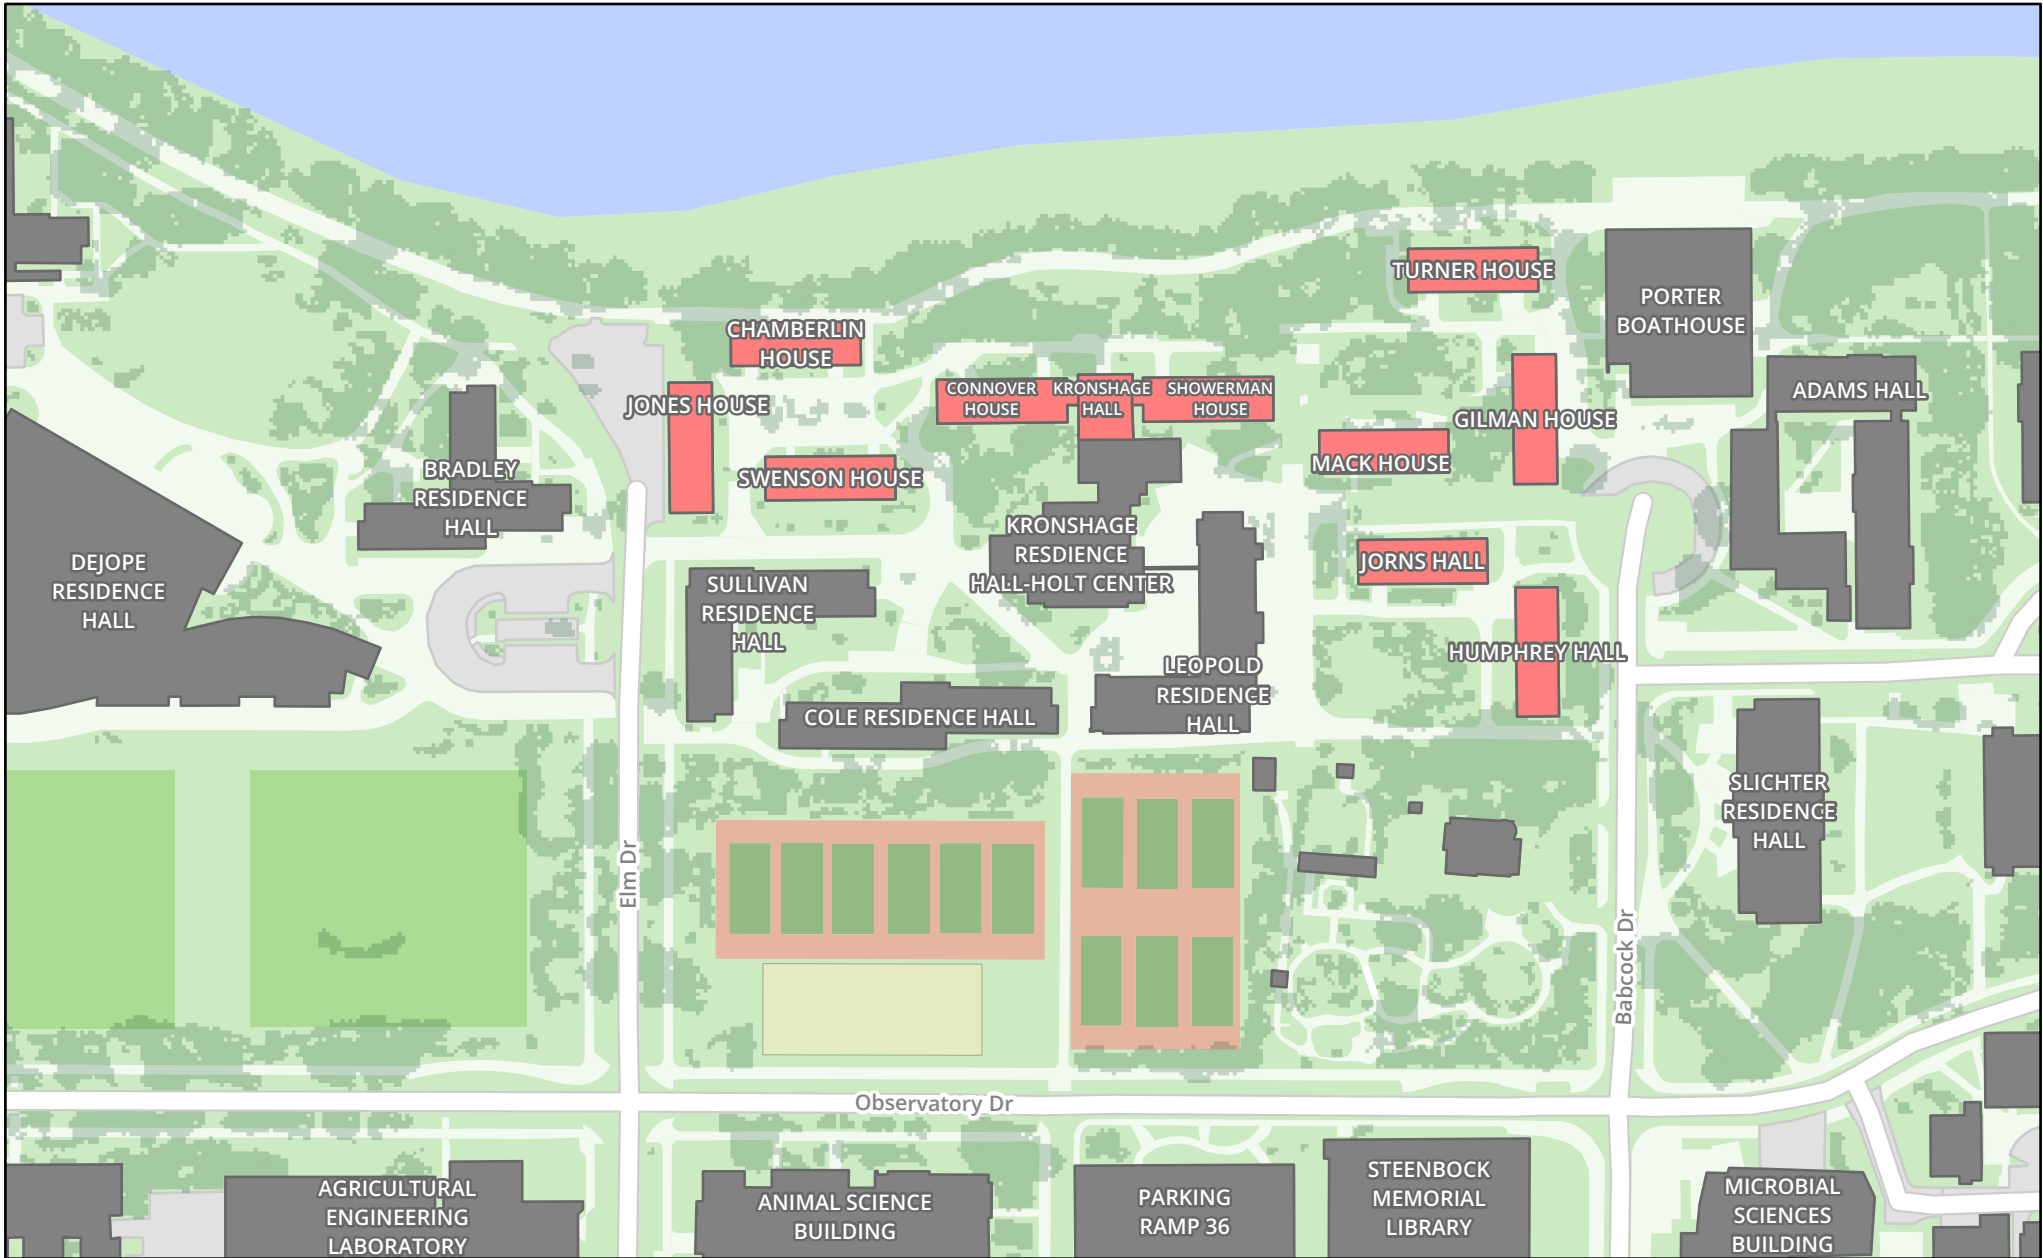 TURNER HOUSE
PORTER
BOATHOUSE
CHAMBERLIN
HOUSE
CONNOVER
HOUSE
KRONSHAGE
HALL
SHOWERMAN
HOUSE
ADAMS HALL
JONES HOUSE
GILMAN HOUSE
MACK HOUSE
BRADLEY
RESIDENCE
HALL
SWENSON HOUSE
KRONSHAGE
RESDIENCE
HALL-HOLT CENTER
JORNS HALL
DEJOPE
RESIDENCE
HALL
SULLIVAN
RESIDENCE
HALL
HUMPHREY HALL
LEOPOLD
RESIDENCE
HALL
COLE RESIDENCE HALL
SLICHTER
RESIDENCE
HALL
Elm Dr
Babcock Dr
Observatory Dr
AGRICULTURAL
ENGINEERING
LABORATORY
ANIMAL SCIENCE
BUILDING
PARKING
RAMP 36
STEENBOCK
MEMORIAL
LIBRARY
MICROBIAL
SCIENCES
BUILDING